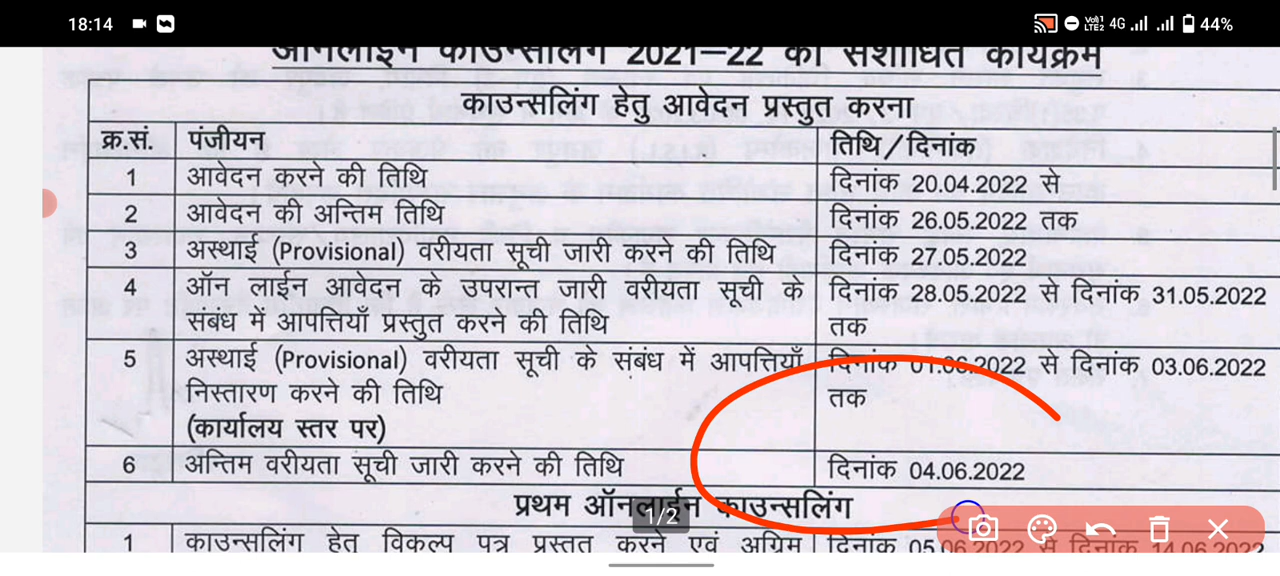 18:14 Vol1 LTE2 4G 44%
ऑनलाईन काउन्सलिंग 2021–22 का संशोधित कार्यक्रम
काउन्सलिंग हेतु आवेदन प्रस्तुत करना
क्र.सं. पंजीयन तिथि/दिनांक
1 आवेदन करने की तिथि दिनांक 20.04.2022 से
2 आवेदन की अन्तिम तिथि दिनांक 26.05.2022 तक
3 अस्थाई (Provisional) वरीयता सूची जारी करने की तिथि दिनांक 27.05.2022
4 ऑन लाईन आवेदन के उपरान्त जारी वरीयता सूची के दिनांक 28.05.2022 से दिनांक 31.05.2022
संबंध में आपत्तियाँ प्रस्तुत करने की तिथि तक
5 अस्थाई (Provisional) वरीयता सूची के संबंध में आपत्तियाँ दिनांक 01.06.2022 से दिनांक 03.06.2022
निस्तारण करने की तिथि तक
(कार्यालय स्तर पर)
6 अन्तिम वरीयता सूची जारी करने की तिथि दिनांक 04.06.2022
प्रथम ऑनलाईन काउन्सलिंग
1/2
1 काउन्सलिंग हेतु विकल्प पत्र प्रस्तुत करने एवं अग्रिम दिनांक 05.06.2022 से दिनांक 14.06.2022